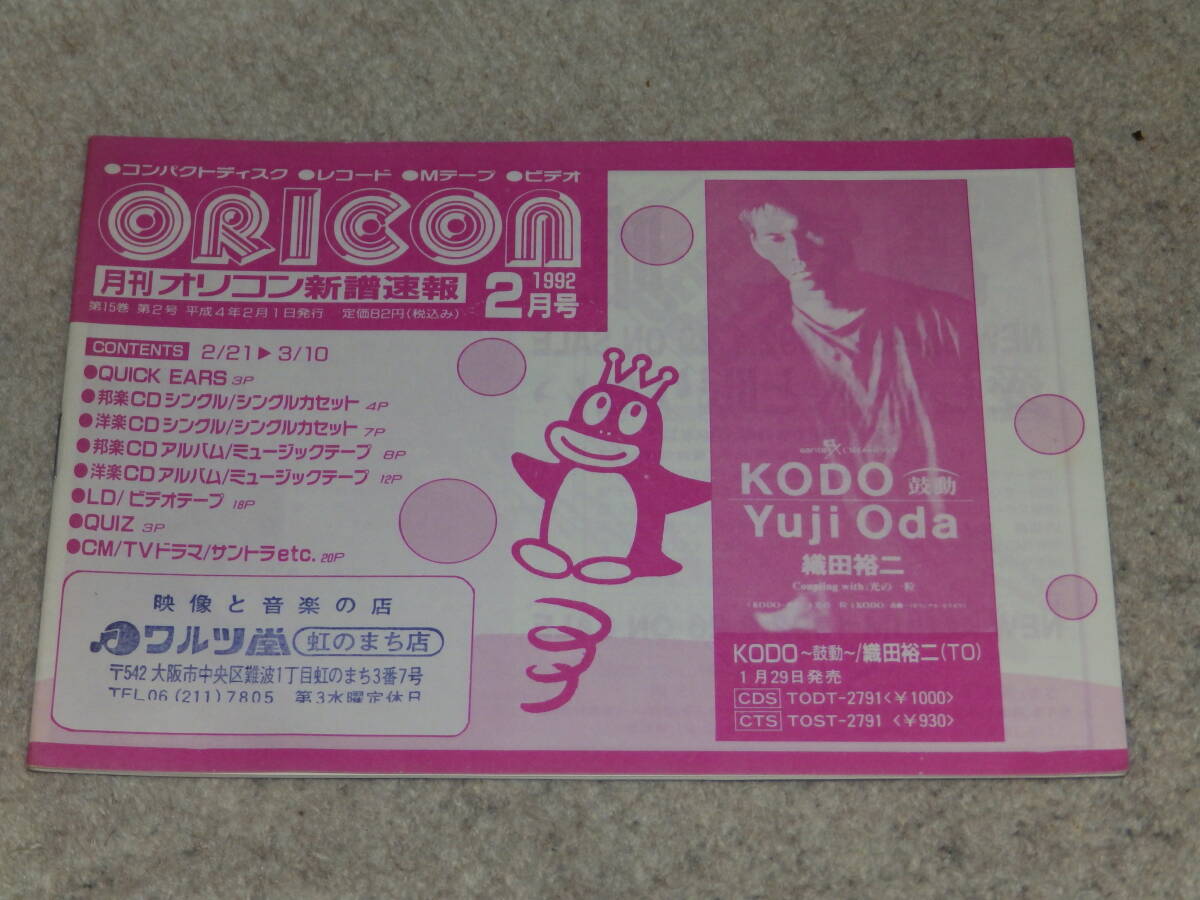 ●コンパクトディスク ●レコード ●Mテープ ●ビデオ
ORICON
月刊 オリコン新譜速報
1992
2月号
第15巻 第2号 平成4年2月1日発行 定価82円(税込み)
CONTENTS 2/21▶3/10
●QUICK EARS 3P
●邦楽CDシングル/シングルカセット 4P
●洋楽CDシングル/シングルカセット 7P
●邦楽CDアルバム/ミュージックテープ 8P
●洋楽CDアルバム/ミュージックテープ 12P
●LD/ビデオテープ 18P
●QUIZ 3P
●CM/TVドラマ/サントラetc. 20P
映像と音楽の店
ワルツ堂 虹のまち店
〒542 大阪市中央区難波1丁目虹のまち3番7号
TEL06(211)7805 第3水曜定休日
KODO 鼓動
Yuji Oda
織田裕二
Coupling with:光の一粒
KODO~鼓動~/織田裕二(TO)
1月29日発売
CDS TODT-2791<¥1000>
CTS TOST-2791 <¥930>